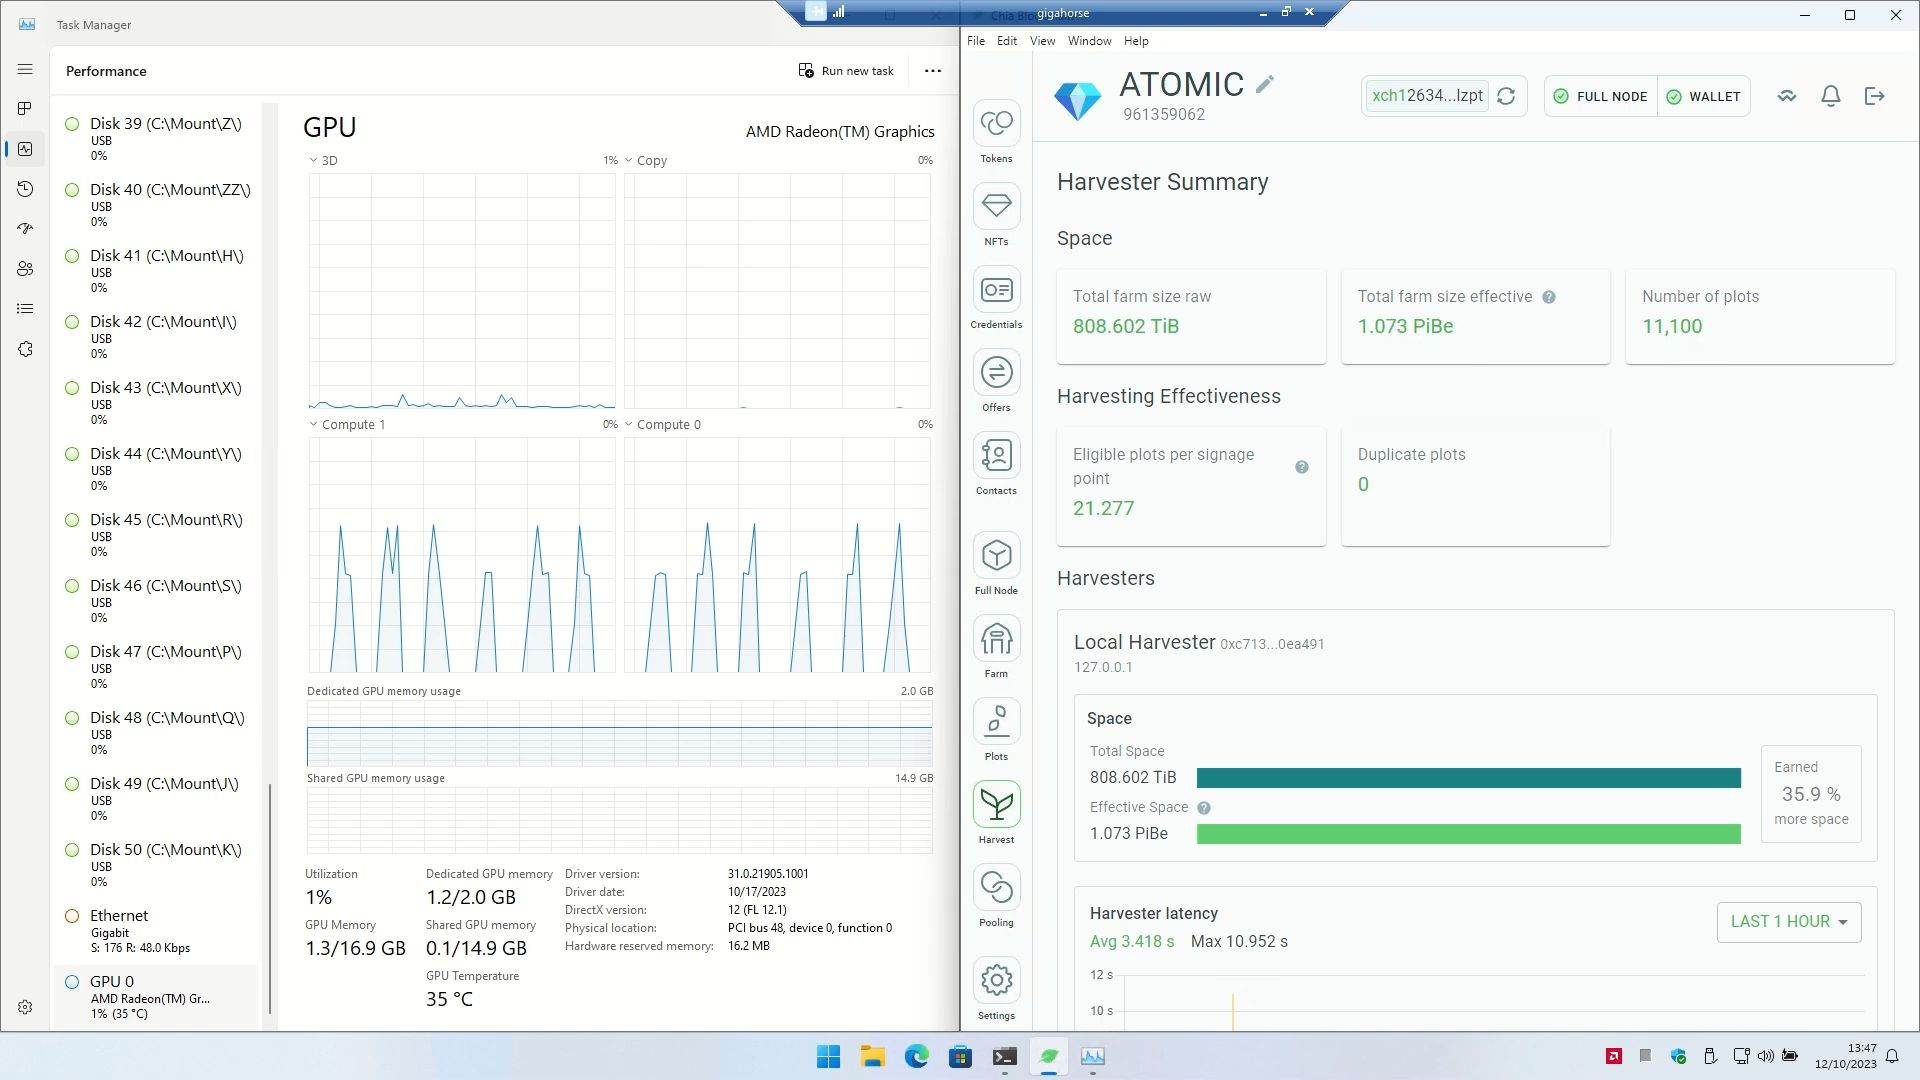 Task Manager
Performance
Run new task
Disk 39 (C:\Mount\Z\)
USB
0%
Disk 40 (C:\Mount\ZZ\)
USB
0%
Disk 41 (C:\Mount\H\)
USB
0%
Disk 42 (C:\Mount\I\)
USB
0%
Disk 43 (C:\Mount\X\)
USB
0%
Disk 44 (C:\Mount\Y\)
USB
0%
Disk 45 (C:\Mount\R\)
USB
0%
Disk 46 (C:\Mount\S\)
USB
0%
Disk 47 (C:\Mount\P\)
USB
0%
Disk 48 (C:\Mount\Q\)
USB
0%
Disk 49 (C:\Mount\J\)
USB
0%
Disk 50 (C:\Mount\K\)
USB
0%
Ethernet
Gigabit
S: 176 R: 48.0 Kbps
GPU 0
AMD Radeon(TM) Gr...
1% (35 °C)
GPU
AMD Radeon(TM) Graphics
3D 1%
Copy 0%
Compute 1 0%
Compute 0 0%
Dedicated GPU memory usage 2.0 GB
Shared GPU memory usage 14.9 GB
Utilization
1%
GPU Memory
1.3/16.9 GB
Dedicated GPU memory
1.2/2.0 GB
Shared GPU memory
0.1/14.9 GB
GPU Temperature
35 °C
Driver version: 31.0.21905.1001
Driver date: 10/17/2023
DirectX version: 12 (FL 12.1)
Physical location: PCI bus 48, device 0, function 0
Hardware reserved memory: 16.2 MB
gigahorse
File Edit View Window Help
ATOMIC
961359062
xch12634...lzpt
FULL NODE
WALLET
Tokens
NFTs
Credentials
Offers
Contacts
Full Node
Farm
Plots
Harvest
Pooling
Settings
Harvester Summary
Space
Total farm size raw
808.602 TiB
Total farm size effective
1.073 PiBe
Number of plots
11,100
Harvesting Effectiveness
Eligible plots per signage
point
21.277
Duplicate plots
0
Harvesters
Local Harvester 0xc713...0ea491
127.0.0.1
Space
Total Space
808.602 TiB
Effective Space
1.073 PiBe
Earned
35.9 %
more space
Harvester latency
Avg 3.418 s Max 10.952 s
LAST 1 HOUR
12 s
10 s
13:47
12/10/2023